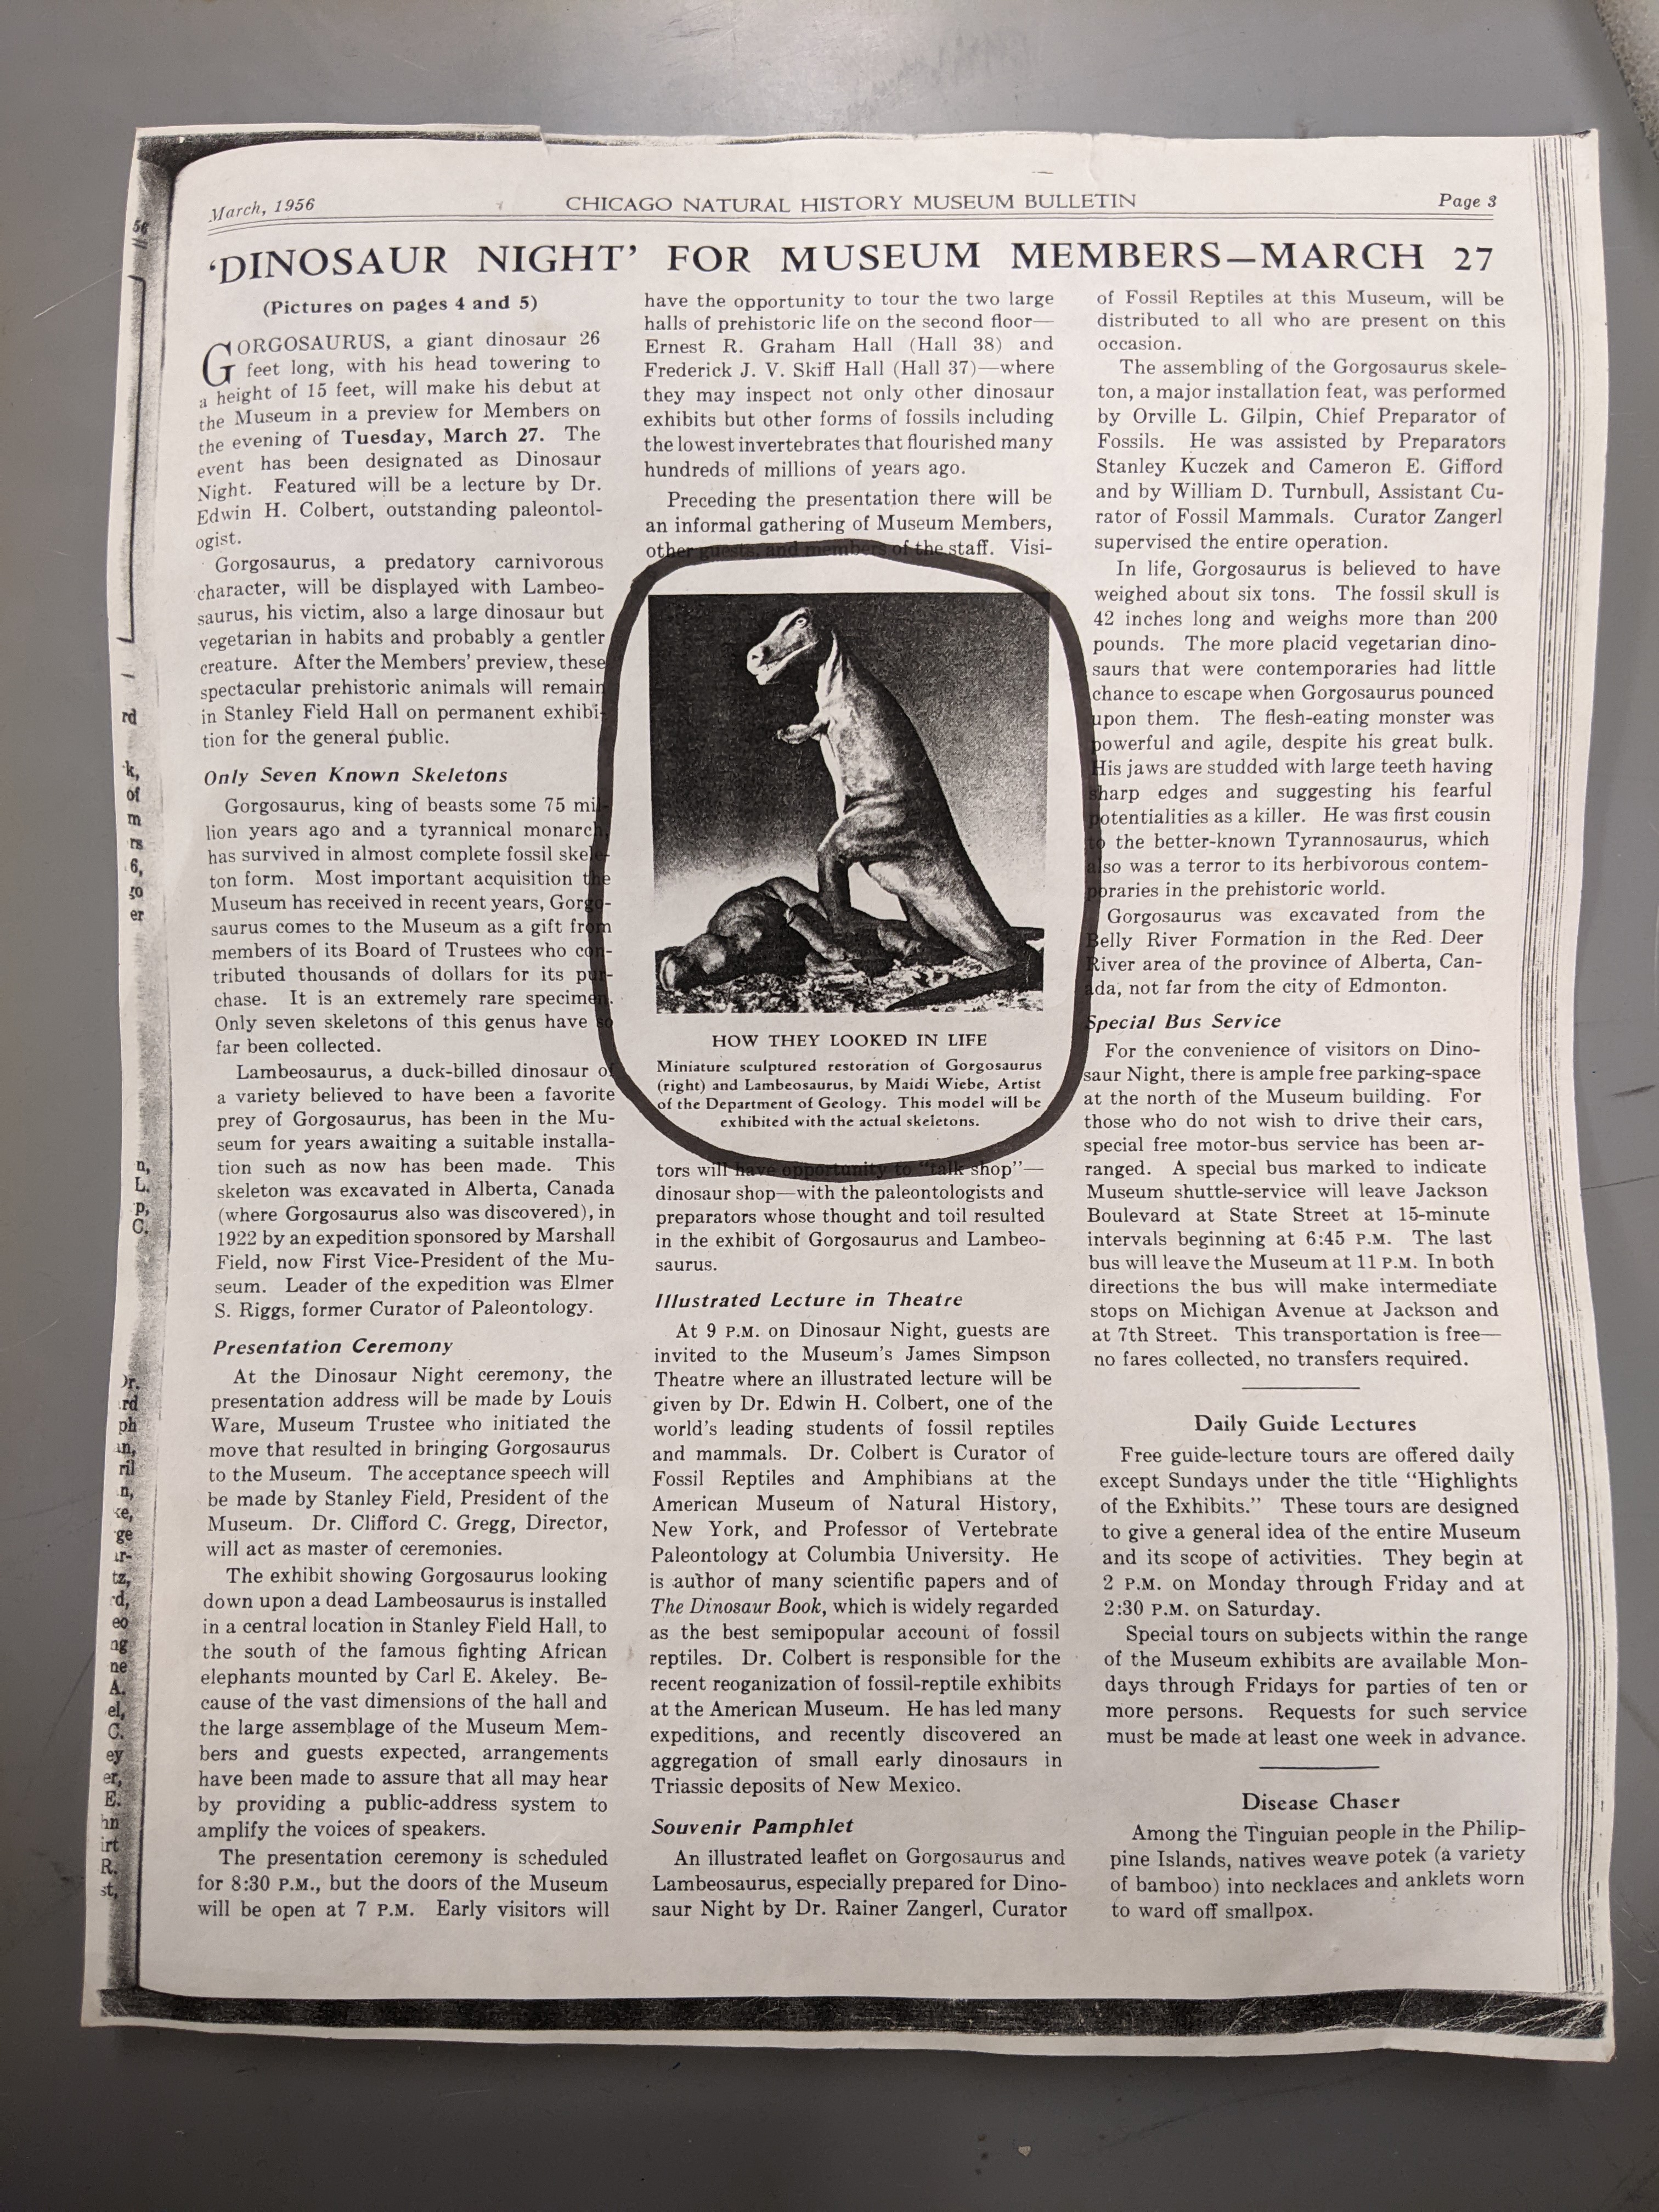 March, 1956
CHICAGO NATURAL HISTORY MUSEUM BULLETIN
Page 3
‘DINOSAUR NIGHT’ FOR MUSEUM MEMBERS—MARCH 27
(Pictures on pages 4 and 5)
GORGOSAURUS, a giant dinosaur 26
feet long, with his head towering to
a height of 15 feet, will make his debut at
the Museum in a preview for Members on
the evening of Tuesday, March 27. The
event has been designated as Dinosaur
Night. Featured will be a lecture by Dr.
Edwin H. Colbert, outstanding paleontol-
ogist.
Gorgosaurus, a predatory carnivorous
character, will be displayed with Lambeo-
saurus, his victim, also a large dinosaur but
vegetarian in habits and probably a gentler
creature. After the Members’ preview, these
spectacular prehistoric animals will remain
in Stanley Field Hall on permanent exhibi-
tion for the general public.
Only Seven Known Skeletons
Gorgosaurus, king of beasts some 75 mil-
lion years ago and a tyrannical monarch,
has survived in almost complete fossil skele-
ton form. Most important acquisition the
Museum has received in recent years, Gorgo-
saurus comes to the Museum as a gift from
members of its Board of Trustees who con-
tributed thousands of dollars for its pur-
chase. It is an extremely rare specimen.
Only seven skeletons of this genus have so
far been collected.
Lambeosaurus, a duck-billed dinosaur of
a variety believed to have been a favorite
prey of Gorgosaurus, has been in the Mu-
seum for years awaiting a suitable installa-
tion such as now has been made. This
skeleton was excavated in Alberta, Canada
(where Gorgosaurus also was discovered), in
1922 by an expedition sponsored by Marshall
Field, now First Vice-President of the Mu-
seum. Leader of the expedition was Elmer
S. Riggs, former Curator of Paleontology.
Presentation Ceremony
At the Dinosaur Night ceremony, the
presentation address will be made by Louis
Ware, Museum Trustee who initiated the
move that resulted in bringing Gorgosaurus
to the Museum. The acceptance speech will
be made by Stanley Field, President of the
Museum. Dr. Clifford C. Gregg, Director,
will act as master of ceremonies.
The exhibit showing Gorgosaurus looking
down upon a dead Lambeosaurus is installed
in a central location in Stanley Field Hall, to
the south of the famous fighting African
elephants mounted by Carl E. Akeley. Be-
cause of the vast dimensions of the hall and
the large assemblage of the Museum Mem-
bers and guests expected, arrangements
have been made to assure that all may hear
by providing a public-address system to
amplify the voices of speakers.
The presentation ceremony is scheduled
for 8:30 P.M., but the doors of the Museum
will be open at 7 P.M. Early visitors will
have the opportunity to tour the two large
halls of prehistoric life on the second floor—
Ernest R. Graham Hall (Hall 38) and
Frederick J. V. Skiff Hall (Hall 37)—where
they may inspect not only other dinosaur
exhibits but other forms of fossils including
the lowest invertebrates that flourished many
hundreds of millions of years ago.
Preceding the presentation there will be
an informal gathering of Museum Members,
other guests, and members of the staff. Visi-
HOW THEY LOOKED IN LIFE
Miniature sculptured restoration of Gorgosaurus
(right) and Lambeosaurus, by Maidi Wiebe, Artist
of the Department of Geology. This model will be
exhibited with the actual skeletons.
tors will have opportunity to “talk shop”—
dinosaur shop—with the paleontologists and
preparators whose thought and toil resulted
in the exhibit of Gorgosaurus and Lambeo-
saurus.
Illustrated Lecture in Theatre
At 9 P.M. on Dinosaur Night, guests are
invited to the Museum’s James Simpson
Theatre where an illustrated lecture will be
given by Dr. Edwin H. Colbert, one of the
world’s leading students of fossil reptiles
and mammals. Dr. Colbert is Curator of
Fossil Reptiles and Amphibians at the
American Museum of Natural History,
New York, and Professor of Vertebrate
Paleontology at Columbia University. He
is author of many scientific papers and of
The Dinosaur Book, which is widely regarded
as the best semipopular account of fossil
reptiles. Dr. Colbert is responsible for the
recent reoganization of fossil-reptile exhibits
at the American Museum. He has led many
expeditions, and recently discovered an
aggregation of small early dinosaurs in
Triassic deposits of New Mexico.
Souvenir Pamphlet
An illustrated leaflet on Gorgosaurus and
Lambeosaurus, especially prepared for Dino-
saur Night by Dr. Rainer Zangerl, Curator
of Fossil Reptiles at this Museum, will be
distributed to all who are present on this
occasion.
The assembling of the Gorgosaurus skele-
ton, a major installation feat, was performed
by Orville L. Gilpin, Chief Preparator of
Fossils. He was assisted by Preparators
Stanley Kuczek and Cameron E. Gifford
and by William D. Turnbull, Assistant Cu-
rator of Fossil Mammals. Curator Zangerl
supervised the entire operation.
In life, Gorgosaurus is believed to have
weighed about six tons. The fossil skull is
42 inches long and weighs more than 200
pounds. The more placid vegetarian dino-
saurs that were contemporaries had little
chance to escape when Gorgosaurus pounced
upon them. The flesh-eating monster was
powerful and agile, despite his great bulk.
His jaws are studded with large teeth having
sharp edges and suggesting his fearful
potentialities as a killer. He was first cousin
to the better-known Tyrannosaurus, which
also was a terror to its herbivorous contem-
poraries in the prehistoric world.
Gorgosaurus was excavated from the
Belly River Formation in the Red Deer
River area of the province of Alberta, Can-
ada, not far from the city of Edmonton.
Special Bus Service
For the convenience of visitors on Dino-
saur Night, there is ample free parking-space
at the north of the Museum building. For
those who do not wish to drive their cars,
special free motor-bus service has been ar-
ranged. A special bus marked to indicate
Museum shuttle-service will leave Jackson
Boulevard at State Street at 15-minute
intervals beginning at 6:45 P.M. The last
bus will leave the Museum at 11 P.M. In both
directions the bus will make intermediate
stops on Michigan Avenue at Jackson and
at 7th Street. This transportation is free—
no fares collected, no transfers required.
Daily Guide Lectures
Free guide-lecture tours are offered daily
except Sundays under the title “Highlights
of the Exhibits.” These tours are designed
to give a general idea of the entire Museum
and its scope of activities. They begin at
2 P.M. on Monday through Friday and at
2:30 P.M. on Saturday.
Special tours on subjects within the range
of the Museum exhibits are available Mon-
days through Fridays for parties of ten or
more persons. Requests for such service
must be made at least one week in advance.
Disease Chaser
Among the Tinguian people in the Philip-
pine Islands, natives weave potek (a variety
of bamboo) into necklaces and anklets worn
to ward off smallpox.